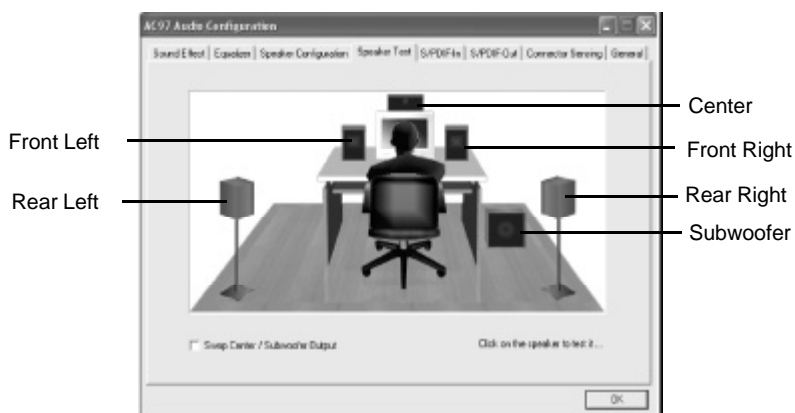 AC97 Audio Configuration
Sound Effect Equalizer Speaker Configuration Speaker Test S/PDIF-In S/PDIF-Out Connector Sensing General
Center
Front Left
Front Right
Rear Left
Rear Right
Subwoofer
Swap Center / Subwoofer Output
Click on the speaker to test it...
OK